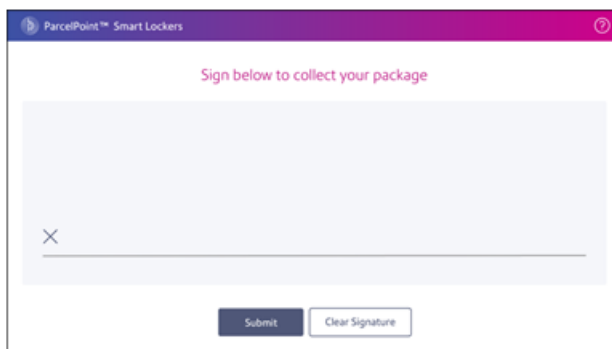 ParcelPoint™ Smart Lockers
Sign below to collect your package
Submit Clear Signature